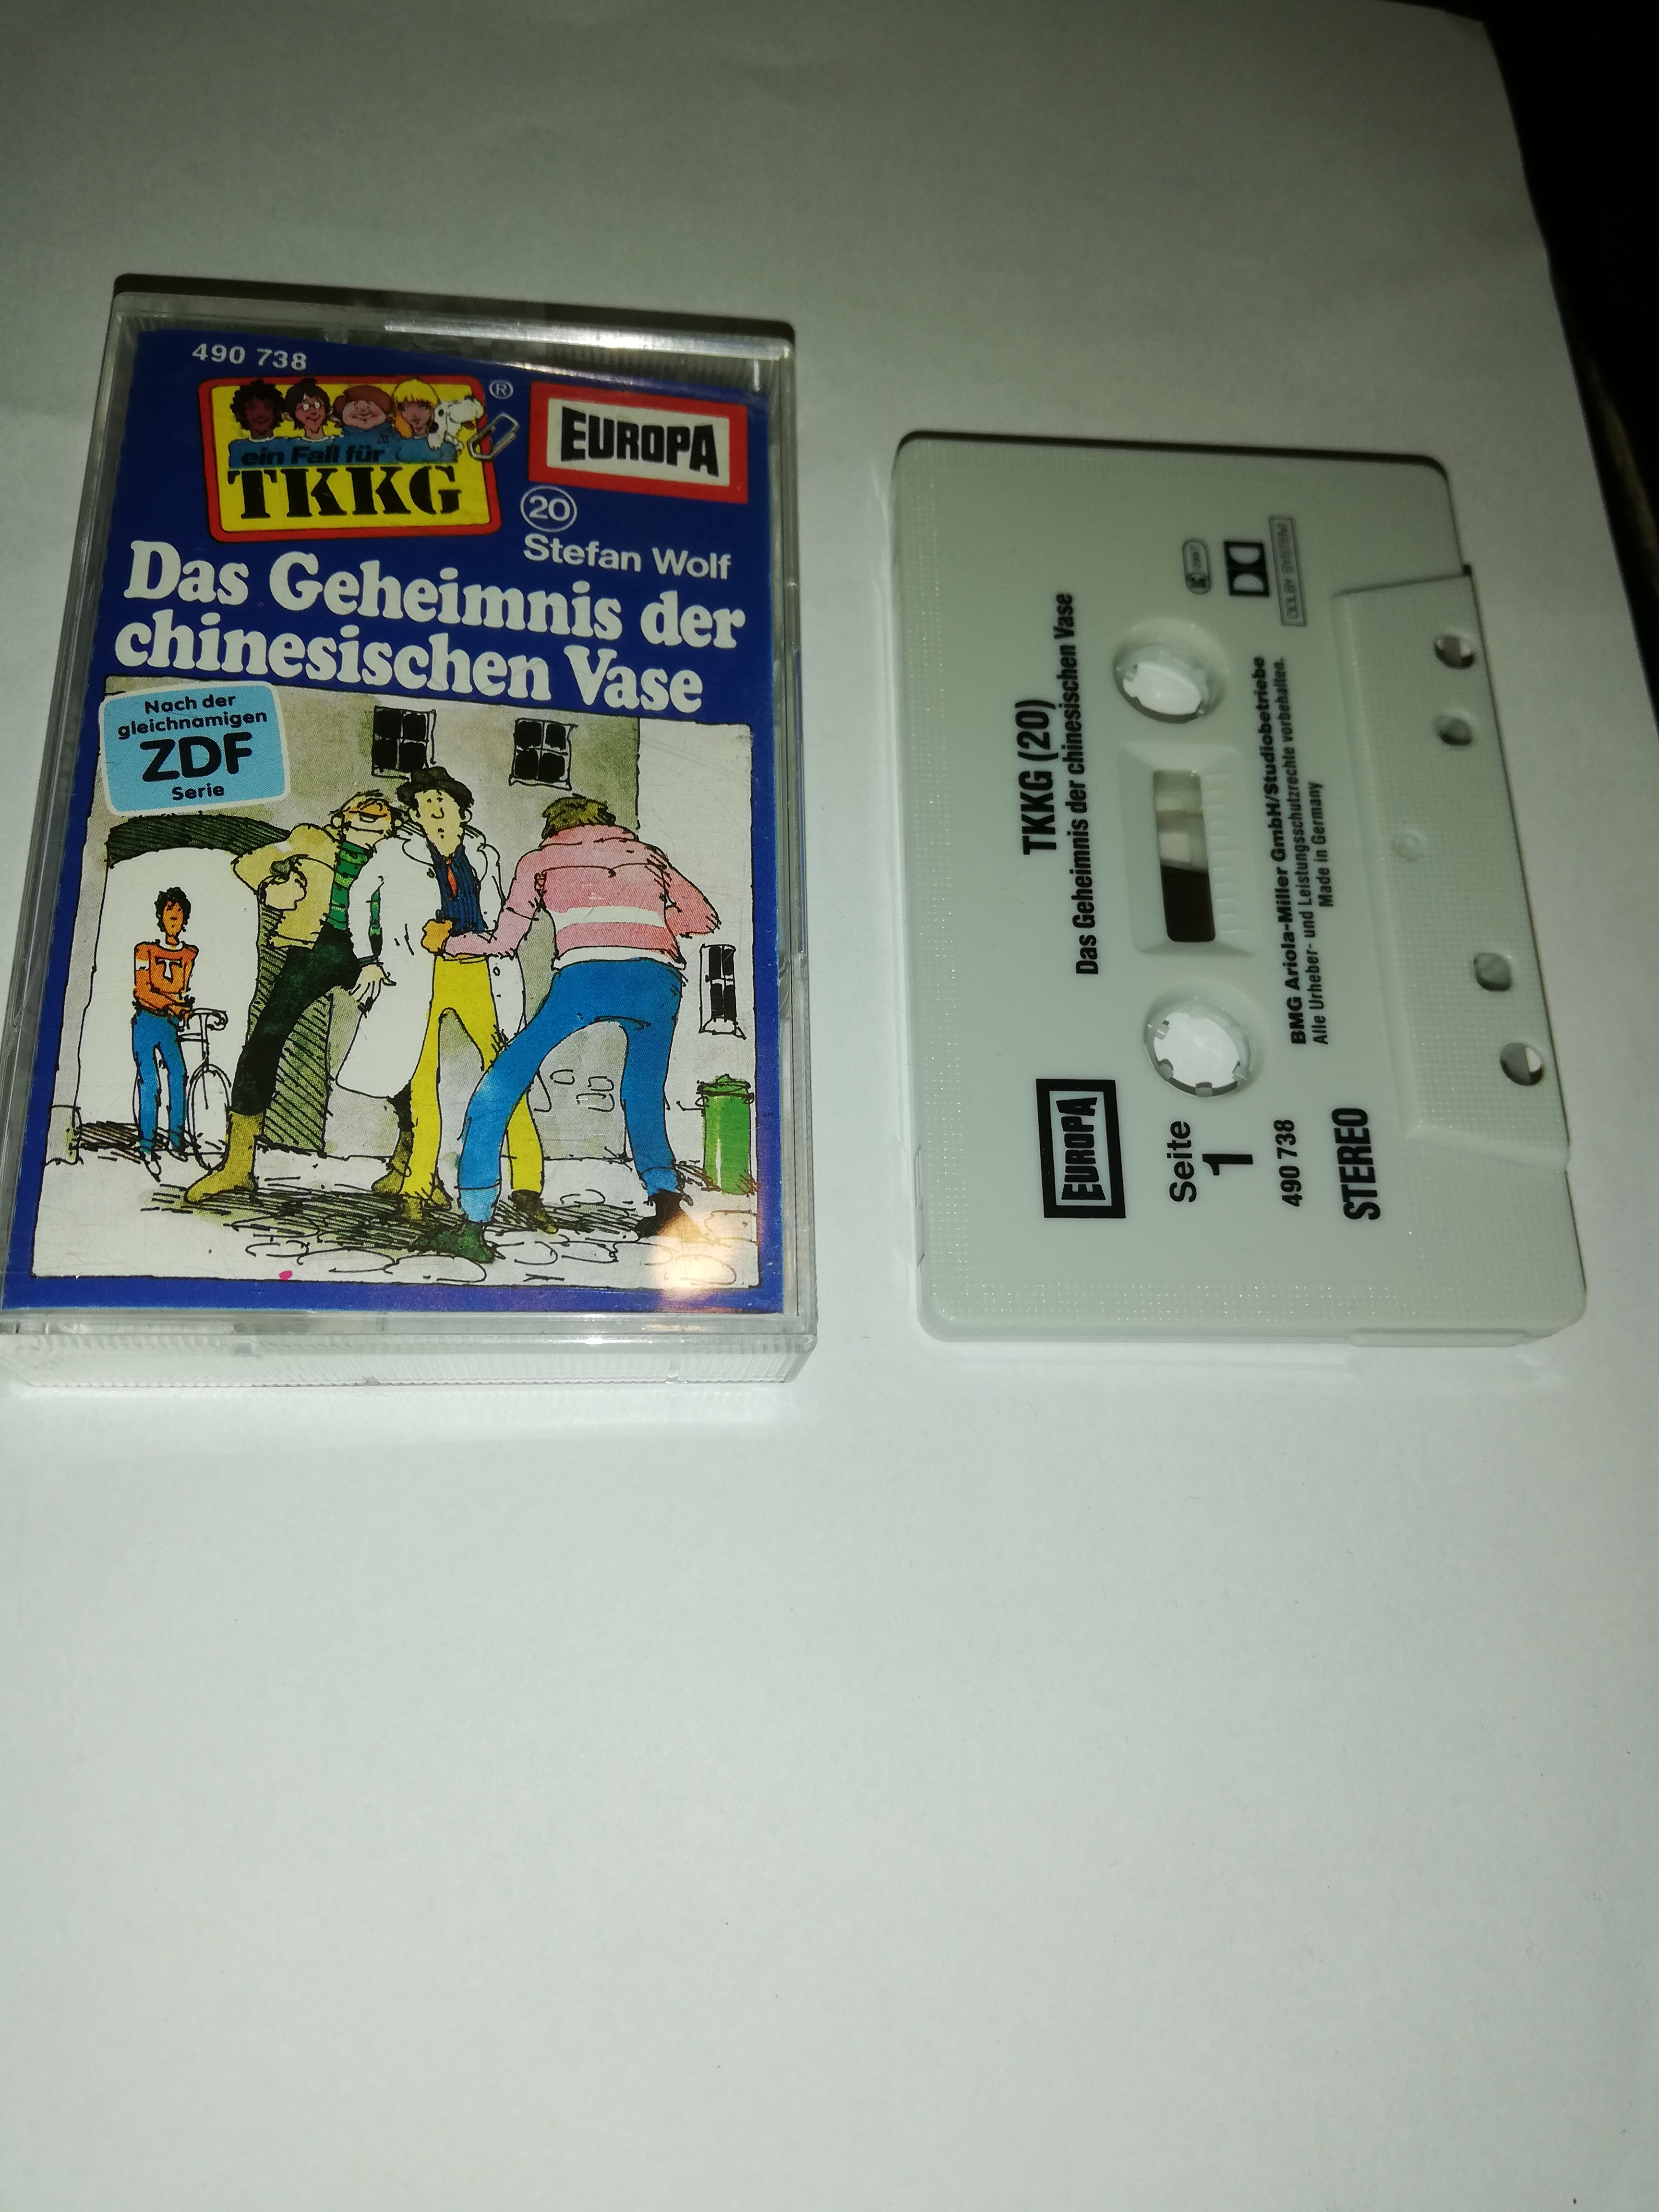 490 738
ein Fall für
TKKG
®
EUROPA
20
Stefan Wolf
Das Geheimnis der
chinesischen Vase
Nach der
gleichnamigen
ZDF
Serie
T
TKKG (20)
Das Geheimnis der chinesischen Vase
EUROPA
Seite
1
490 738
STEREO
DOLBY SYSTEM
BMG Ariola-Miller GmbH/Studiobetriebe
Alle Urheber- und Leistungsschutzrechte vorbehalten.
Made in Germany